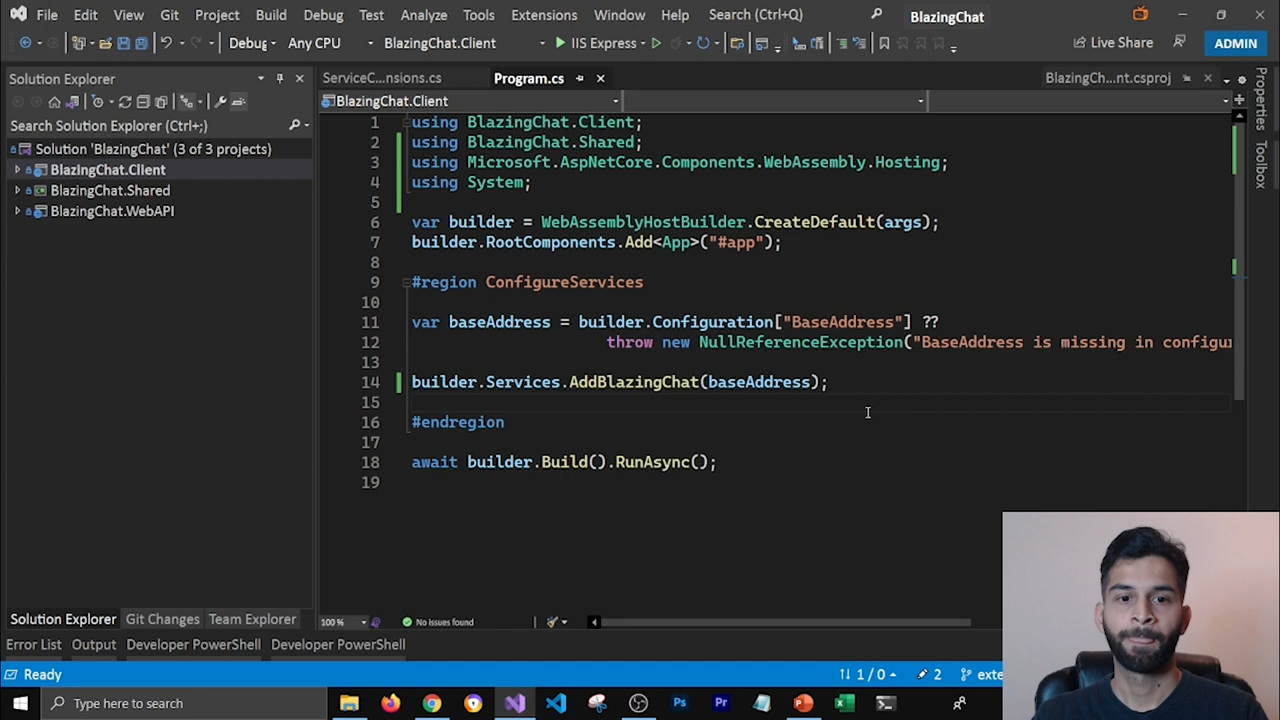 File Edit View Git Project Build Debug Test Analyze Tools Extensions Window Help Search (Ctrl+Q) BlazingChat
Debug Any CPU BlazingChat.Client IIS Express Live Share ADMIN
Solution Explorer
Search Solution Explorer (Ctrl+;)
Solution 'BlazingChat' (3 of 3 projects)
BlazingChat.Client
BlazingChat.Shared
BlazingChat.WebAPI
ServiceC...nsions.cs Program.cs BlazingCh...nt.csproj
BlazingChat.Client
1 using BlazingChat.Client;
2 using BlazingChat.Shared;
3 using Microsoft.AspNetCore.Components.WebAssembly.Hosting;
4 using System;
5
6 var builder = WebAssemblyHostBuilder.CreateDefault(args);
7 builder.RootComponents.Add<App>("#app");
8
9 #region ConfigureServices
10
11 var baseAddress = builder.Configuration["BaseAddress"] ??
12 throw new NullReferenceException("BaseAddress is missing in configur
13
14 builder.Services.AddBlazingChat(baseAddress);
15
16 #endregion
17
18 await builder.Build().RunAsync();
19
Properties
Toolbox
100 % No issues found
Solution Explorer Git Changes Team Explorer
Error List Output Developer PowerShell Developer PowerShell
Ready 1 / 0 2 exte
Type here to search